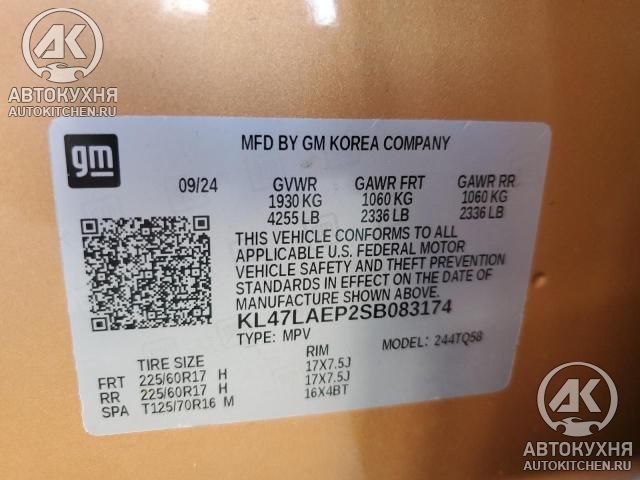 AK
АВТОКУХНЯ
AUTOKITCHEN.RU
gm
MFD BY GM KOREA COMPANY
09/24 GVWR GAWR FRT GAWR RR
1930 KG 1060 KG 1060 KG
4255 LB 2336 LB 2336 LB
THIS VEHICLE CONFORMS TO ALL
APPLICABLE U.S. FEDERAL MOTOR
VEHICLE SAFETY AND THEFT PREVENTION
STANDARDS IN EFFECT ON THE DATE OF
MANUFACTURE SHOWN ABOVE
KL47LAEP2SB083174
TYPE: MPV MODEL: 244TQ58
TIRE SIZE RIM
FRT 225/60R17 H 17X7.5J
RR 225/60R17 H 17X7.5J
SPA T125/70R16 M 16X4BT
AK
АВТОКУХНЯ
AUTOKITCHEN.RU